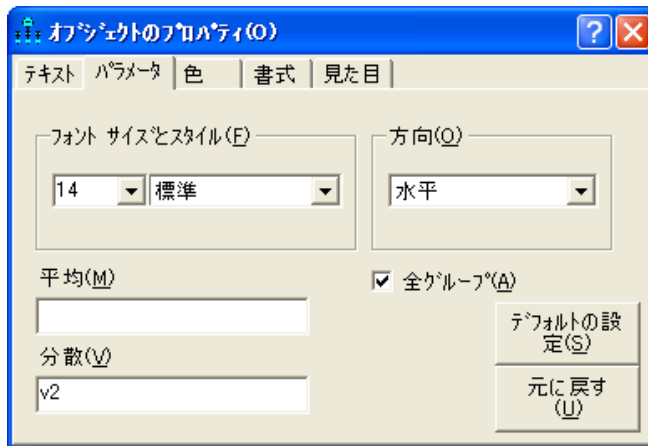 ｵﾌﾞｼﾞｪｸﾄのﾌﾟﾛﾊﾟﾃｨ(O)
テキスト ﾊﾟﾗﾒｰﾀ 色 書式 見た目
ﾌｫﾝﾄ ｻｲｽﾞとｽﾀｲﾙ(F)
14 標準
方向(O)
水平
平均(M)
全ｸﾞﾙｰﾌﾟ(A)
分散(V)
v2
ﾃﾞﾌｫﾙﾄの設
定(S)
元に戻す
(U)